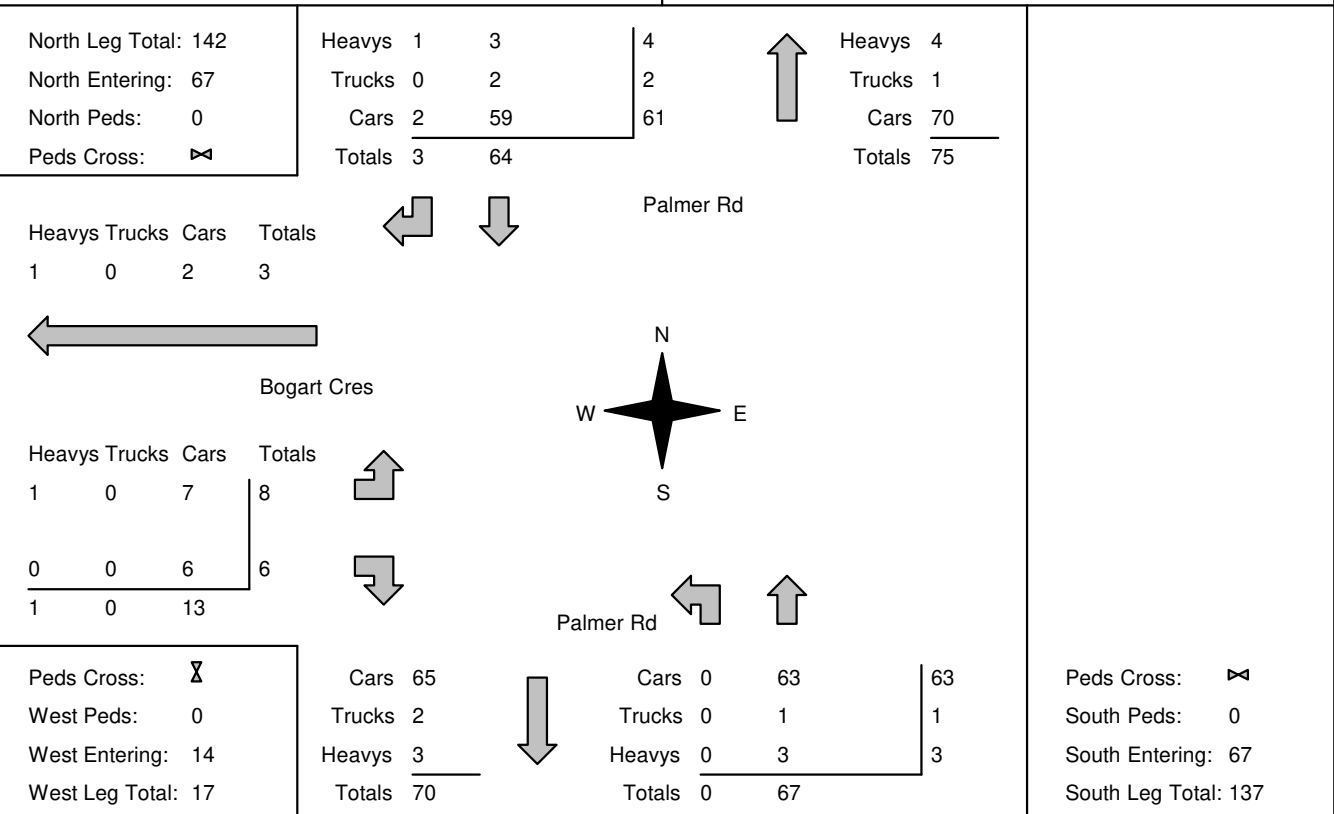 North Leg Total: 142 Heavys 1 3 4 Heavys 4
North Entering: 67 Trucks 0 2 2 Trucks 1
North Peds: 0 Cars 2 59 61 Cars 70
Peds Cross: Totals 3 64 Totals 75
Palmer Rd
Heavys Trucks Cars Totals
1 0 2 3
N
Bogart Cres
W E
Heavys Trucks Cars Totals
1 0 7 8
S
0 0 6 6
1 0 13
Palmer Rd
Peds Cross: Cars 65 Cars 0 63 63 Peds Cross:
West Peds: 0 Trucks 2 Trucks 0 1 1 South Peds: 0
West Entering: 14 Heavys 3 Heavys 0 3 3 South Entering: 67
West Leg Total: 17 Totals 70 Totals 0 67 South Leg Total: 137